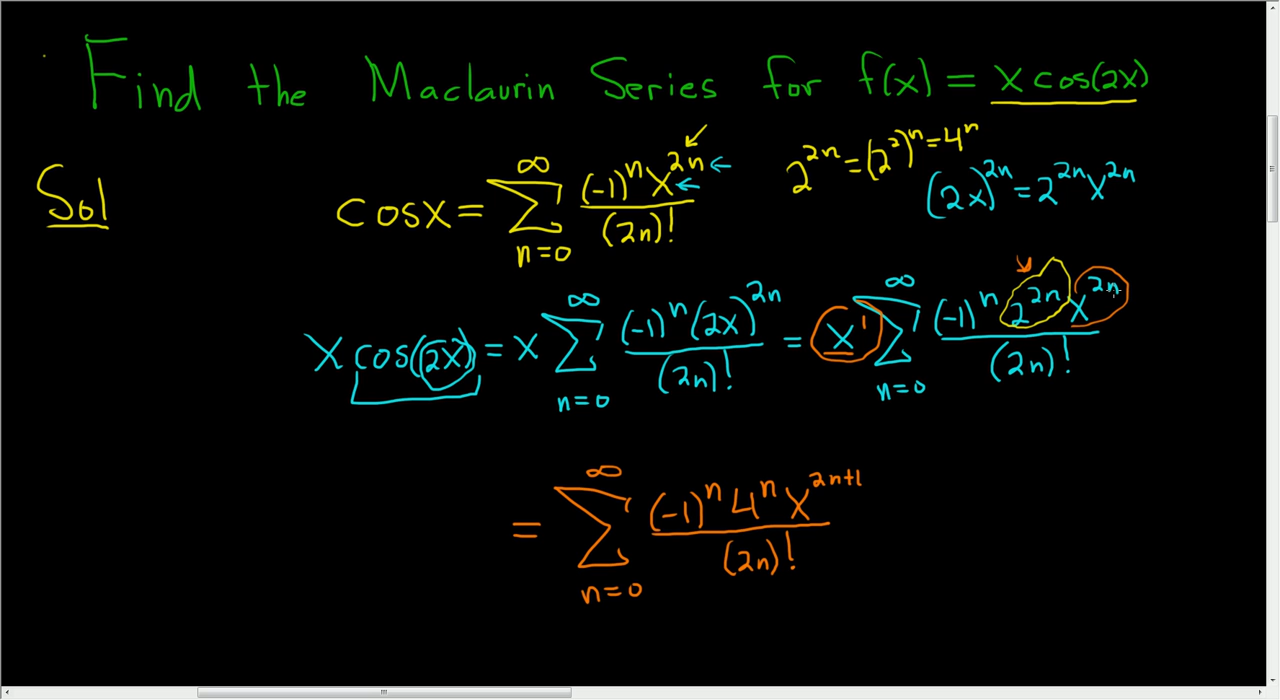 Find the Maclaurin Series for f(x) = x cos(2x)
Sol
cosx = ∑_{n=0}^{∞} (-1)^n x^{2n} / (2n)!
2^{2n} = (2^2)^n = 4^n
(2x)^{2n} = 2^{2n} x^{2n}
x cos(2x) = x ∑_{n=0}^{∞} (-1)^n (2x)^{2n} / (2n)! = x^1 ∑_{n=0}^{∞} (-1)^n 2^{2n} x^{2n} / (2n)!
= ∑_{n=0}^{∞} (-1)^n 4^n x^{2n+1} / (2n)!